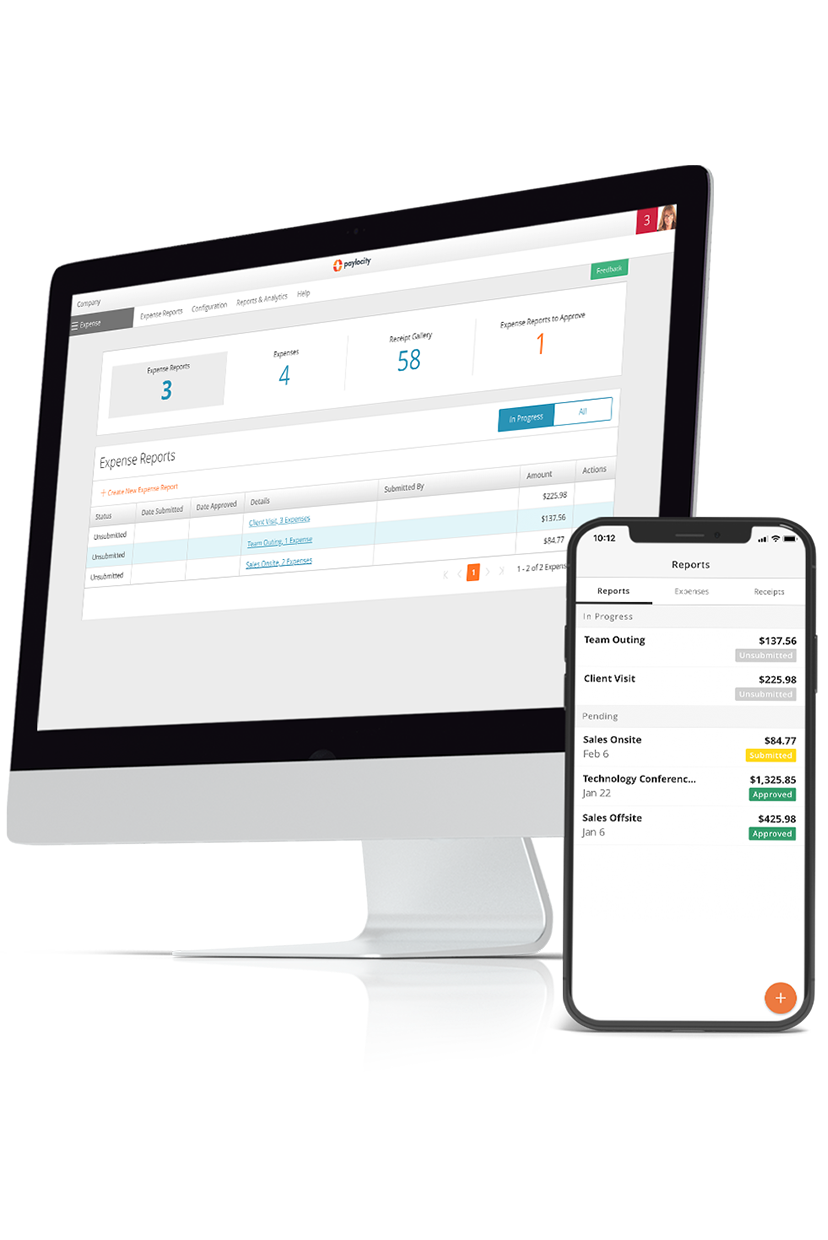 3
paylocity
Company
Feedback
Expense
Expense Reports Configuration Reports & Analytics Help
Expense Reports Expenses Receipt Gallery Expense Reports to Approve
3 4 58 1
In Progress All
Expense Reports
+ Create New Expense Report
Status Date Submitted Date Approved Details Submitted By Amount Actions
Unsubmitted Client Visit, 3 Expenses $225.98
Unsubmitted Team Outing, 1 Expense $137.56
Unsubmitted Sales Onsite, 2 Expenses $84.77
1 1 - 2 of 2 Expen
10:12
Reports
Reports Expenses Receipts
In Progress
Team Outing $137.56
Unsubmitted
Client Visit $225.98
Unsubmitted
Pending
Sales Onsite $84.77
Feb 6 Submitted
Technology Conferenc... $1,325.85
Jan 22 Approved
Sales Offsite $425.98
Jan 6 Approved
+